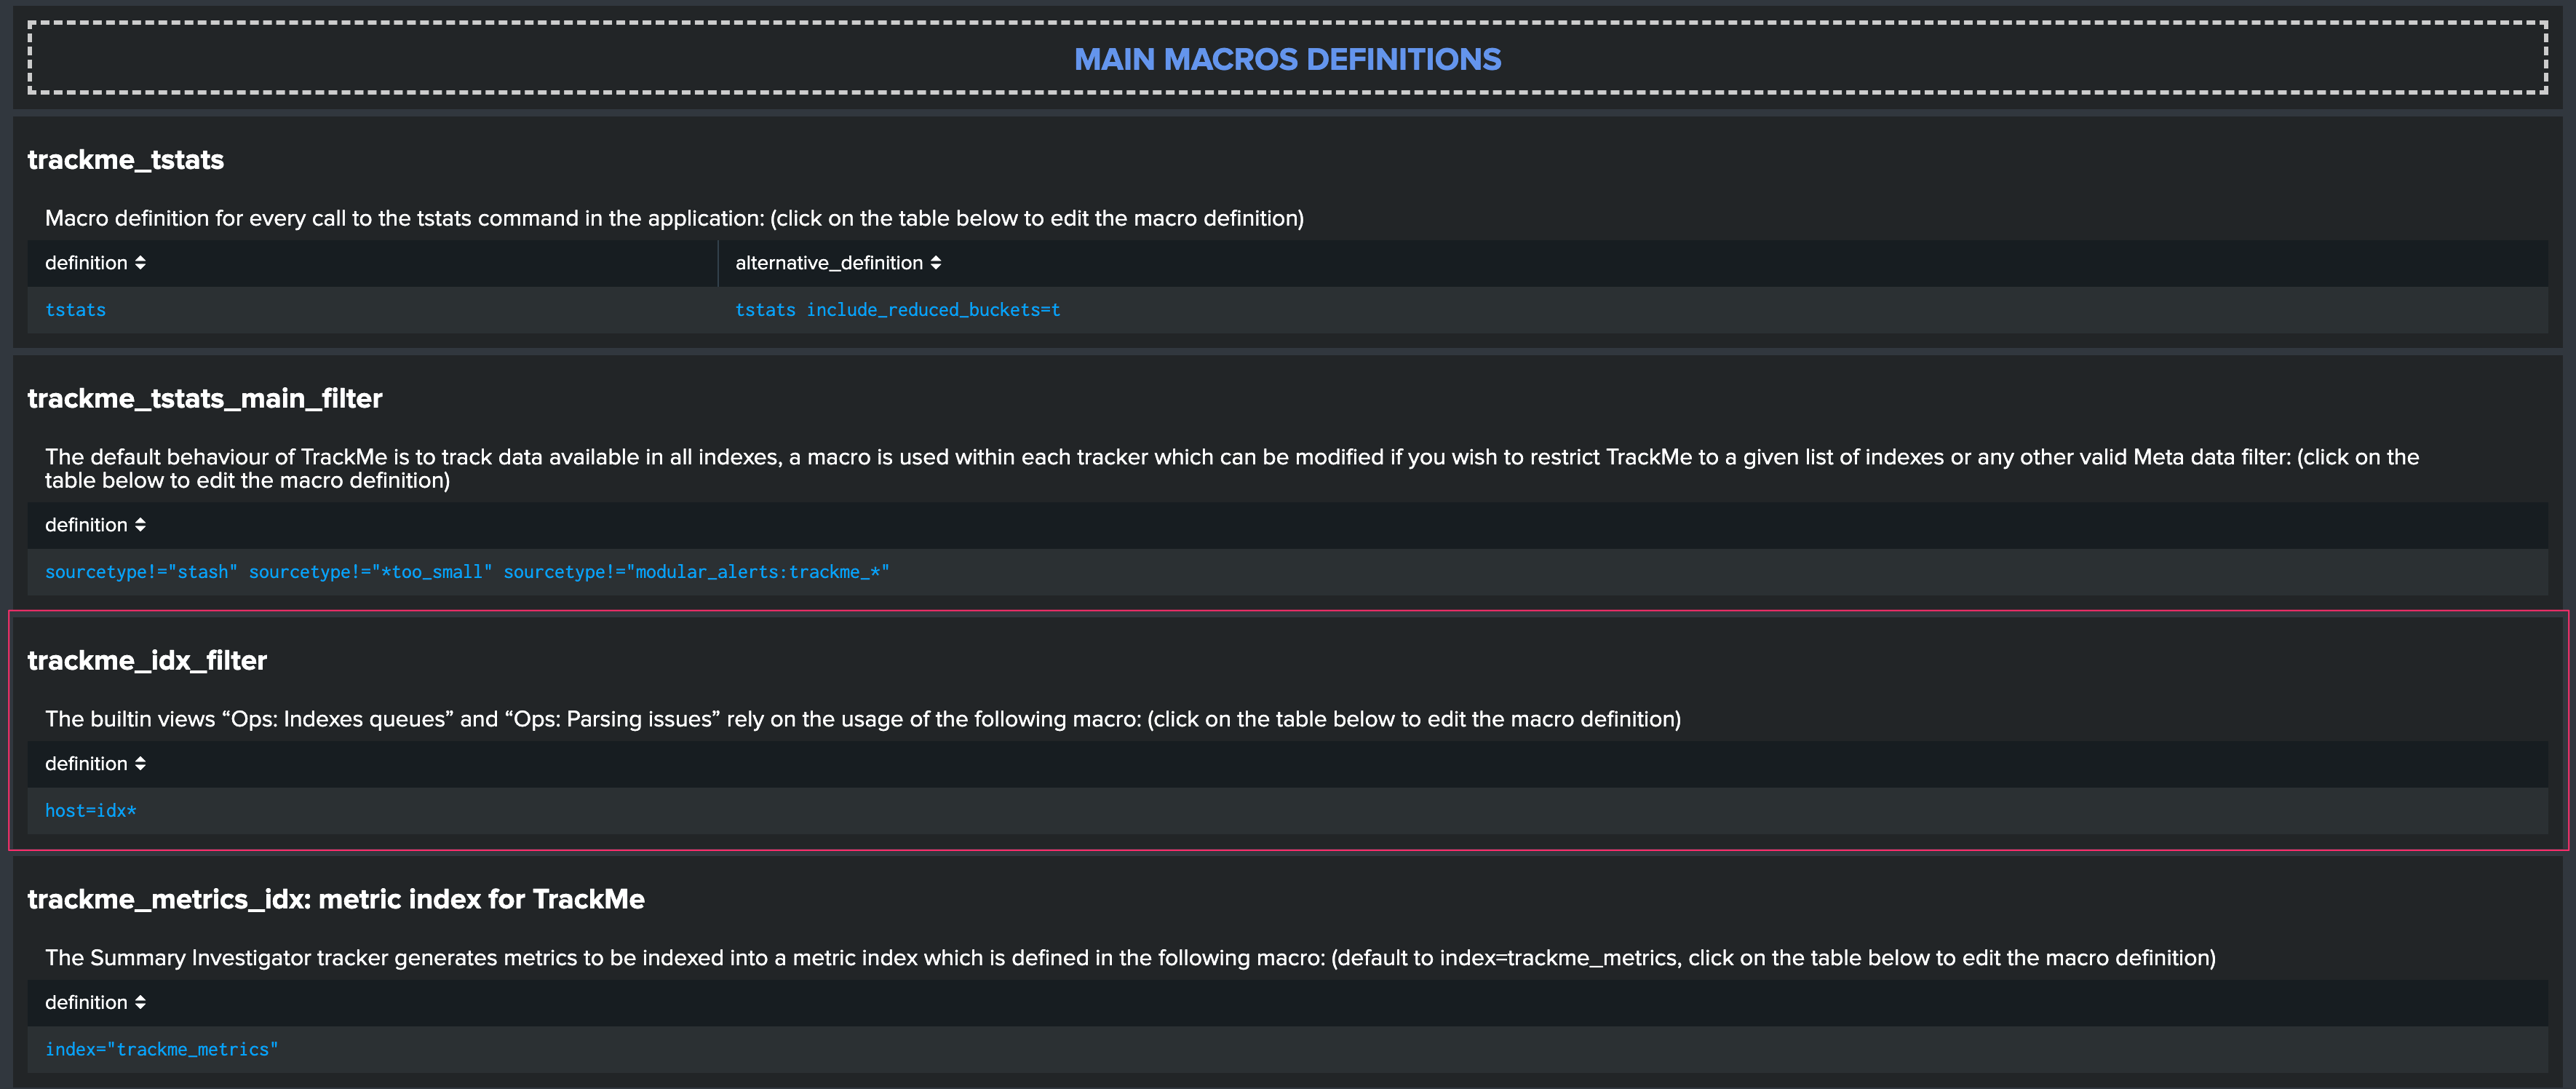 MAIN MACROS DEFINITIONS
trackme_tstats
Macro definition for every call to the tstats command in the application: (click on the table below to edit the macro definition)
definition alternative_definition
tstats tstats include_reduced_buckets=t
trackme_tstats_main_filter
The default behaviour of TrackMe is to track data available in all indexes, a macro is used within each tracker which can be modified if you wish to restrict TrackMe to a given list of indexes or any other valid Meta data filter: (click on the
table below to edit the macro definition)
definition
sourcetype!="stash" sourcetype!="*too_small" sourcetype!="modular_alerts:trackme_*"
trackme_idx_filter
The builtin views “Ops: Indexes queues” and “Ops: Parsing issues” rely on the usage of the following macro: (click on the table below to edit the macro definition)
definition
host=idx*
trackme_metrics_idx: metric index for TrackMe
The Summary Investigator tracker generates metrics to be indexed into a metric index which is defined in the following macro: (default to index=trackme_metrics, click on the table below to edit the macro definition)
definition
index="trackme_metrics"